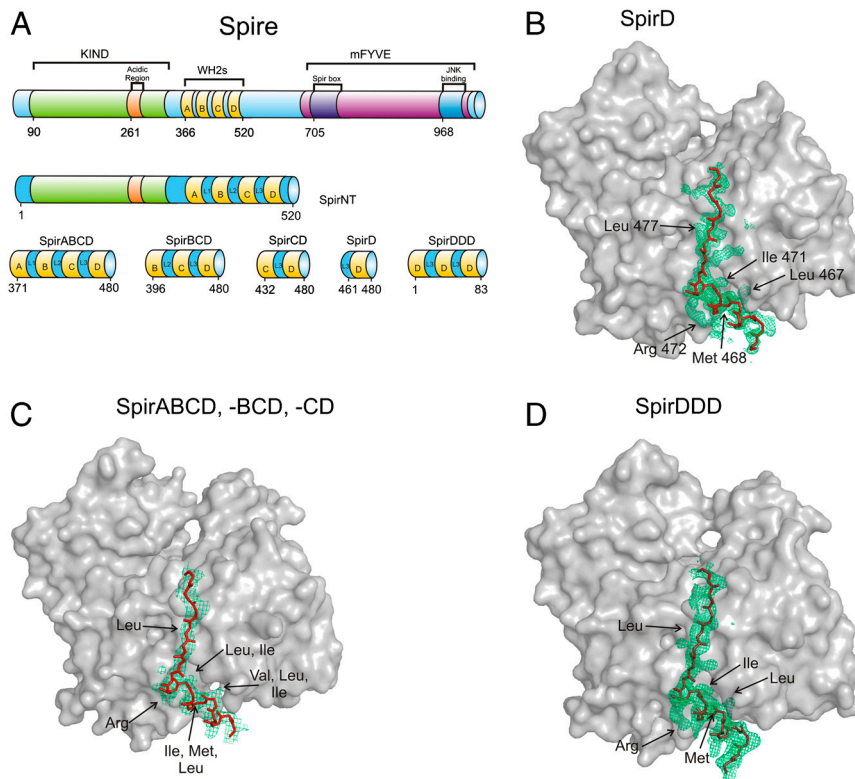 A
Spire
KIND
Acidic
Region
WH2s
mFYVE
Spir box
JNK
binding
A B C D
90 261 366 520 705 968
A L1 B L2 C L3 D
SpirNT
1 520
SpirABCD SpirBCD SpirCD SpirD SpirDDD
A L1 B L2 C L3 D B L2 C L3 D C L3 D L3 D D L3 D L3 D
371 480 396 480 432 480 461 480 1 83
B
SpirD
Leu 477
Ile 471
Leu 467
Arg 472
Met 468
C
SpirABCD, -BCD, -CD
Leu
Leu, Ile
Val, Leu,
Ile
Arg
Ile, Met,
Leu
D
SpirDDD
Leu
Ile
Leu
Arg
Met